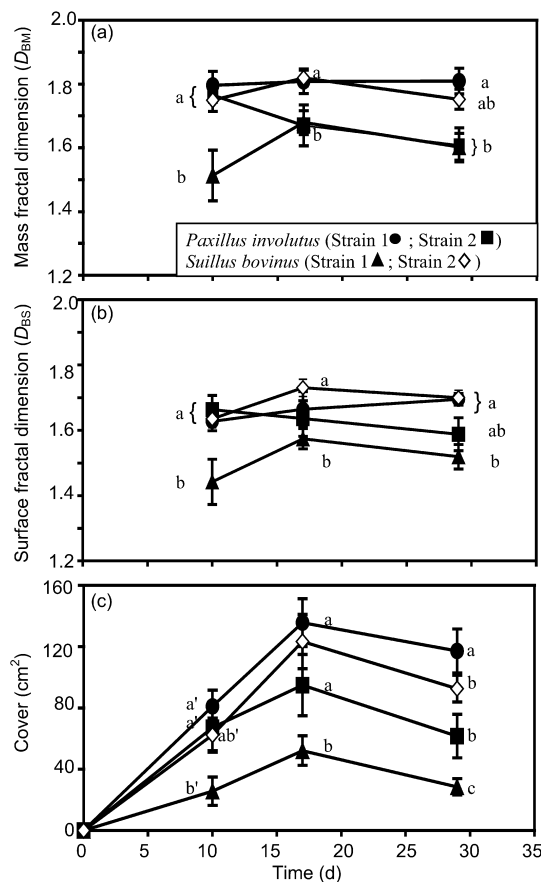 (a)
Mass fractal dimension (D_BM)
2.0
1.8
1.6
1.4
1.2
a {
b
a
b
a
ab
} b
Paxillus involutus (Strain 1● ; Strain 2 ■)
Suillus bovinus (Strain 1▲ ; Strain 2◇)
(b)
Surface fractal dimension (D_BS)
2.0
1.8
1.6
1.4
1.2
a {
b
a
b
} a
ab
b
(c)
Cover (cm²)
160
120
80
40
0
a'
a'
ab'
b'
a
a
b
a
b
b
c
0 5 10 15 20 25 30 35
Time (d)